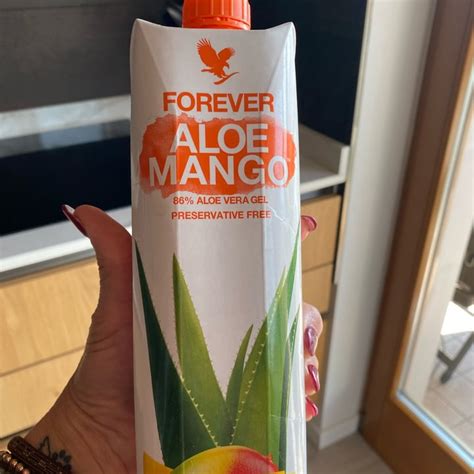 FOREVER
ALOE
MANGO
86% ALOE VERA GEL
PRESERVATIVE FREE